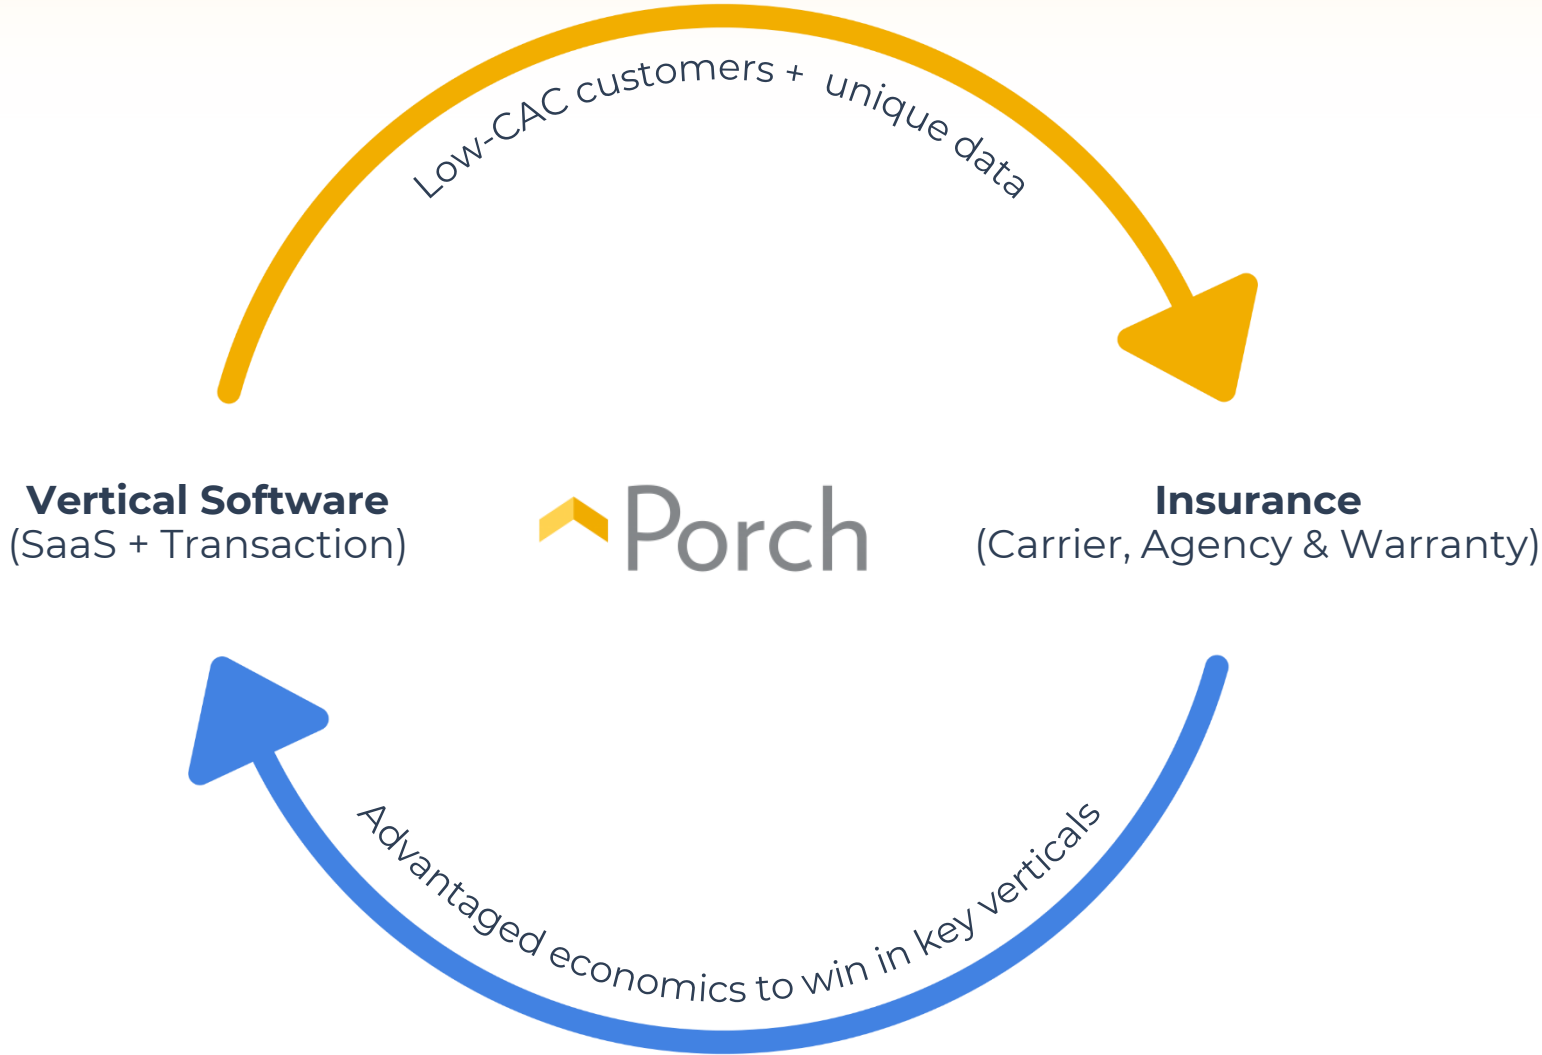 Low-CAC customers + unique data
Vertical Software
(SaaS + Transaction)
Porch
Insurance
(Carrier, Agency & Warranty)
Advantaged economics to win in key verticals